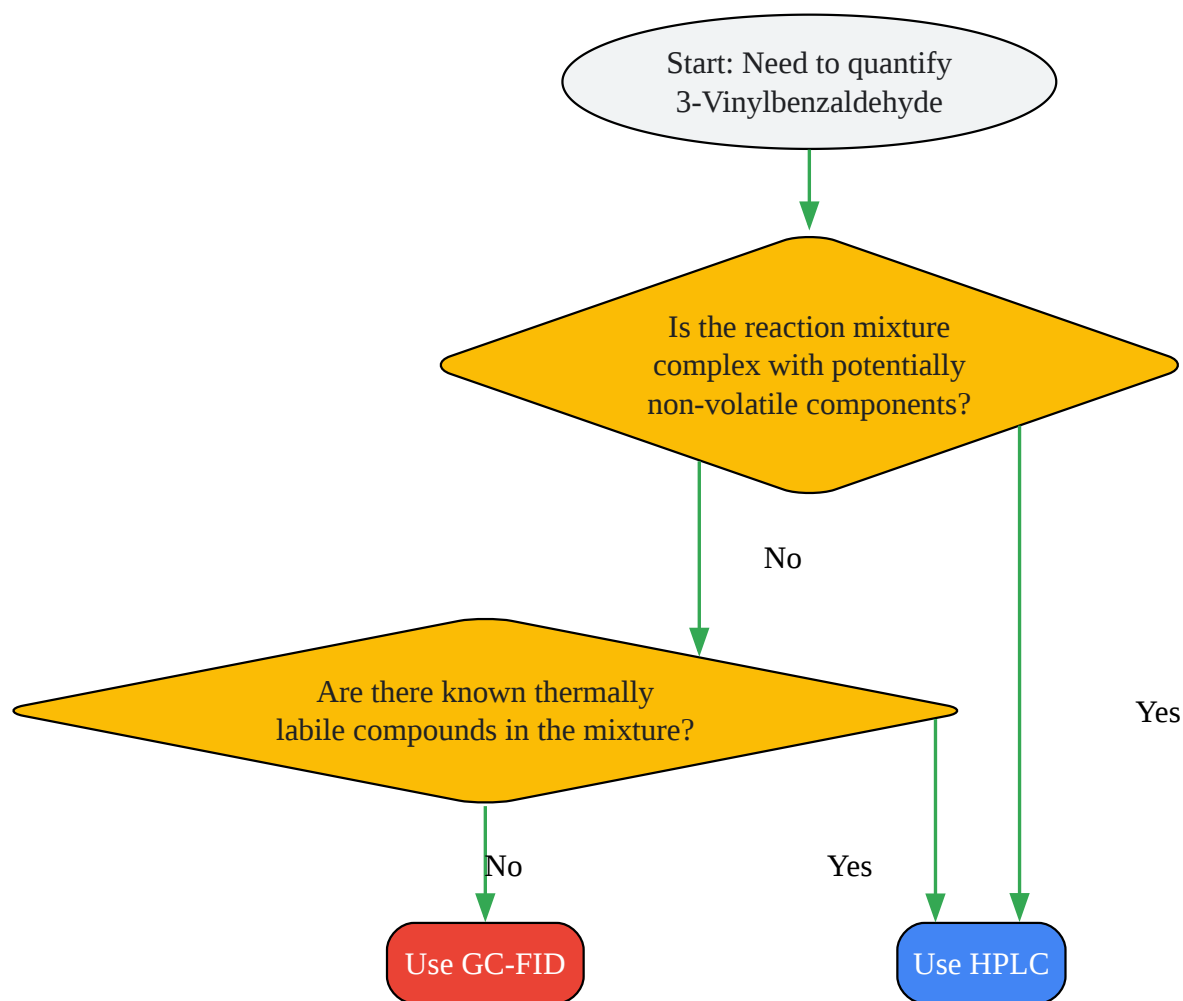 Start: Need to quantify
3-Vinylbenzaldehyde
Is the reaction mixture
complex with potentially
non-volatile components?
No
Are there known thermally
labile compounds in the mixture?
Yes
No
Yes
Use GC-FID
Use HPLC